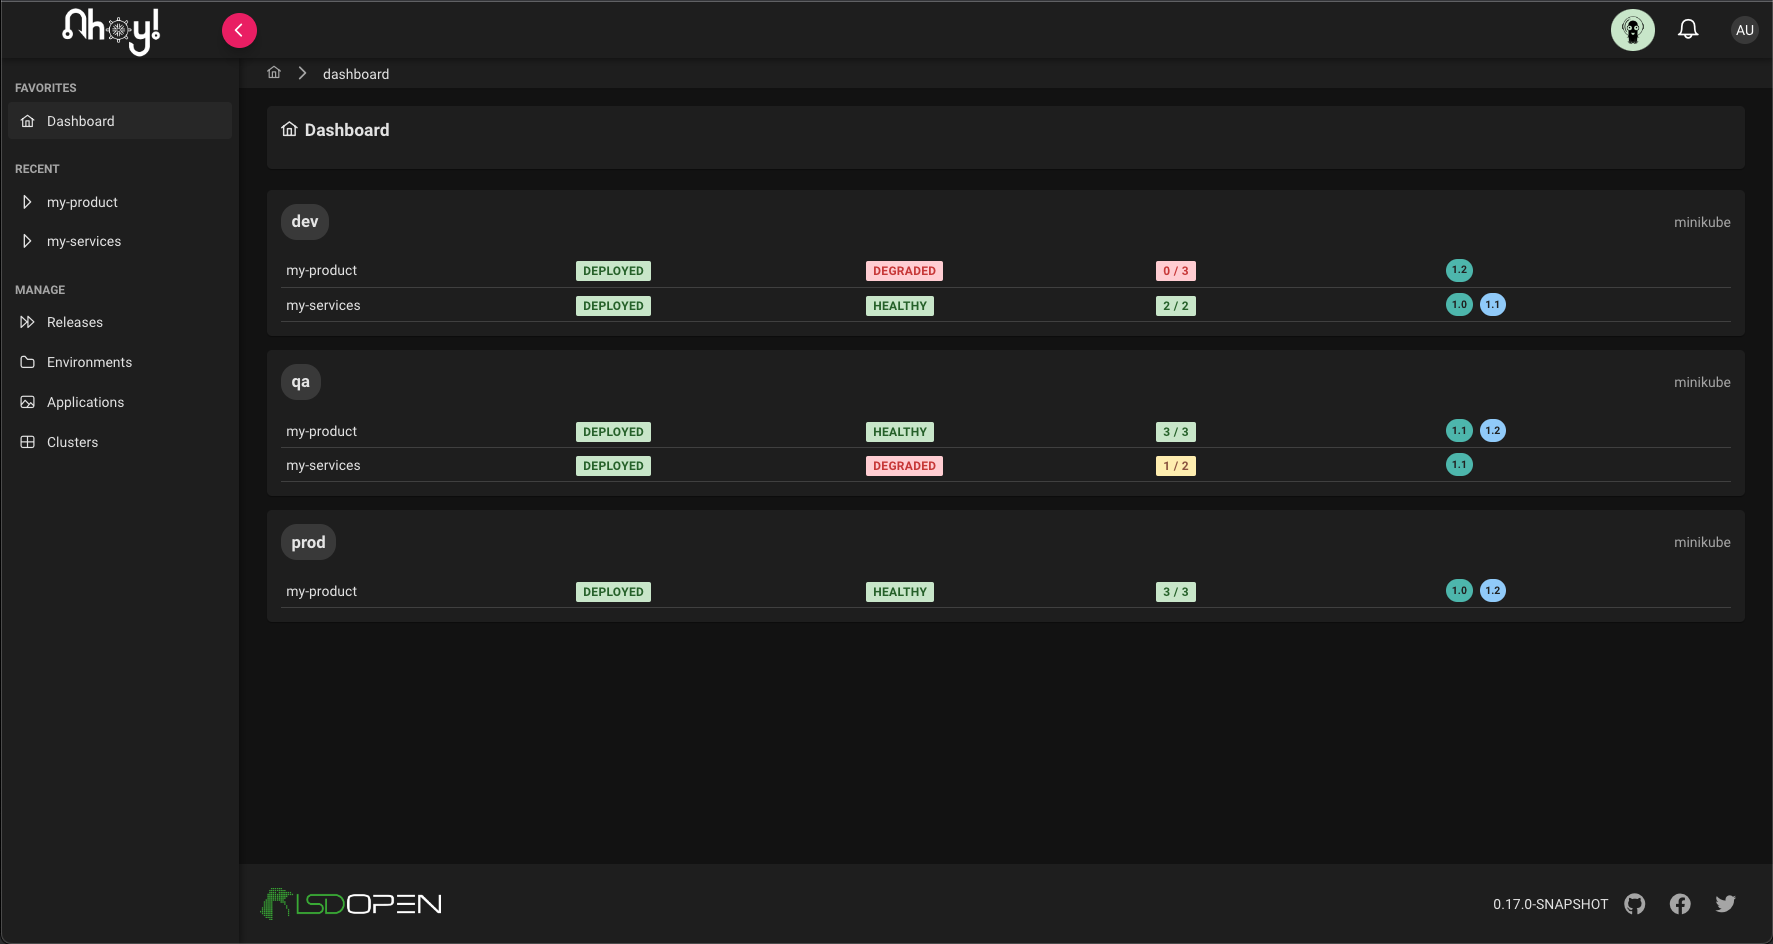 Ahoy!
AU
dashboard
FAVORITES
Dashboard
RECENT
my-product
my-services
MANAGE
Releases
Environments
Applications
Clusters
Dashboard
dev minikube
my-product DEPLOYED DEGRADED 0 / 3 1.2
my-services DEPLOYED HEALTHY 2 / 2 1.0 1.1
qa minikube
my-product DEPLOYED HEALTHY 3 / 3 1.1 1.2
my-services DEPLOYED DEGRADED 1 / 2 1.1
prod minikube
my-product DEPLOYED HEALTHY 3 / 3 1.0 1.2
LSDOPEN 0.17.0-SNAPSHOT